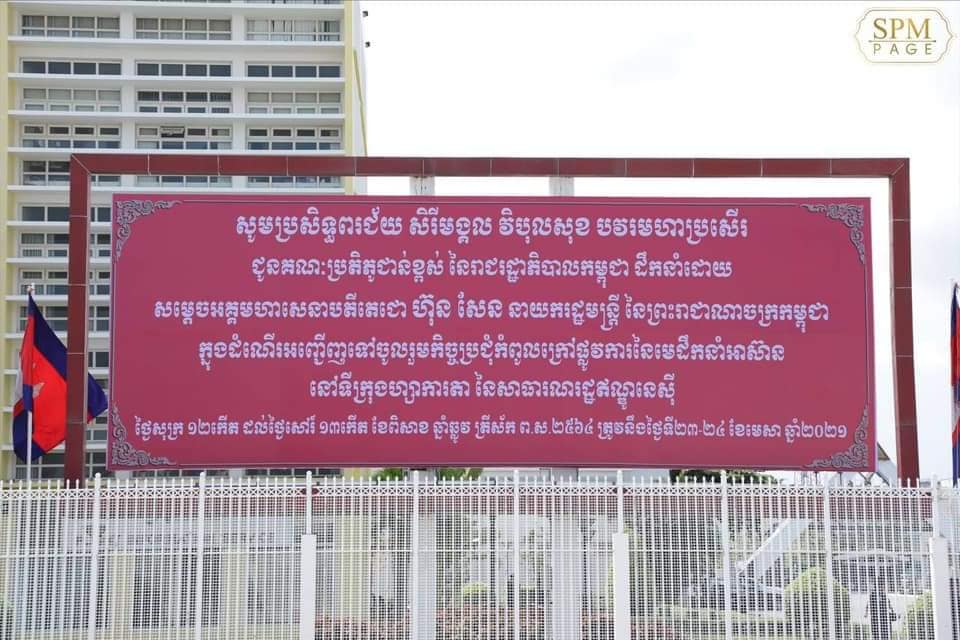 SPM
PAGE
សូមប្រសិទ្ធពរជ័យ សិរីមង្គល វិបុលសុខ បវរមហាប្រសើរ
ជូនគណៈប្រតិភូជាន់ខ្ពស់ នៃរាជរដ្ឋាភិបាលកម្ពុជា ដឹកនាំដោយ
សម្តេចអគ្គមហាសេនាបតីតេជោ ហ៊ុន សែន នាយករដ្ឋមន្ត្រី នៃព្រះរាជាណាចក្រកម្ពុជា
ក្នុងដំណើរអញ្ជើញទៅចូលរួមកិច្ចប្រជុំកំពូលក្រៅផ្លូវការនៃមេដឹកនាំអាស៊ាន
នៅទីក្រុងហ្សាការតា នៃសាធារណរដ្ឋឥណ្ឌូនេស៊ី
ថ្ងៃសុក្រ ១២កើត ដល់ថ្ងៃសៅរ៍ ១៣កើត ខែពិសាខ ឆ្នាំឆ្លូវ ត្រីស័ក ព.ស.២៥៦៤ ត្រូវនឹងថ្ងៃទី២៣-២៤ ខែមេសា ឆ្នាំ២០២១